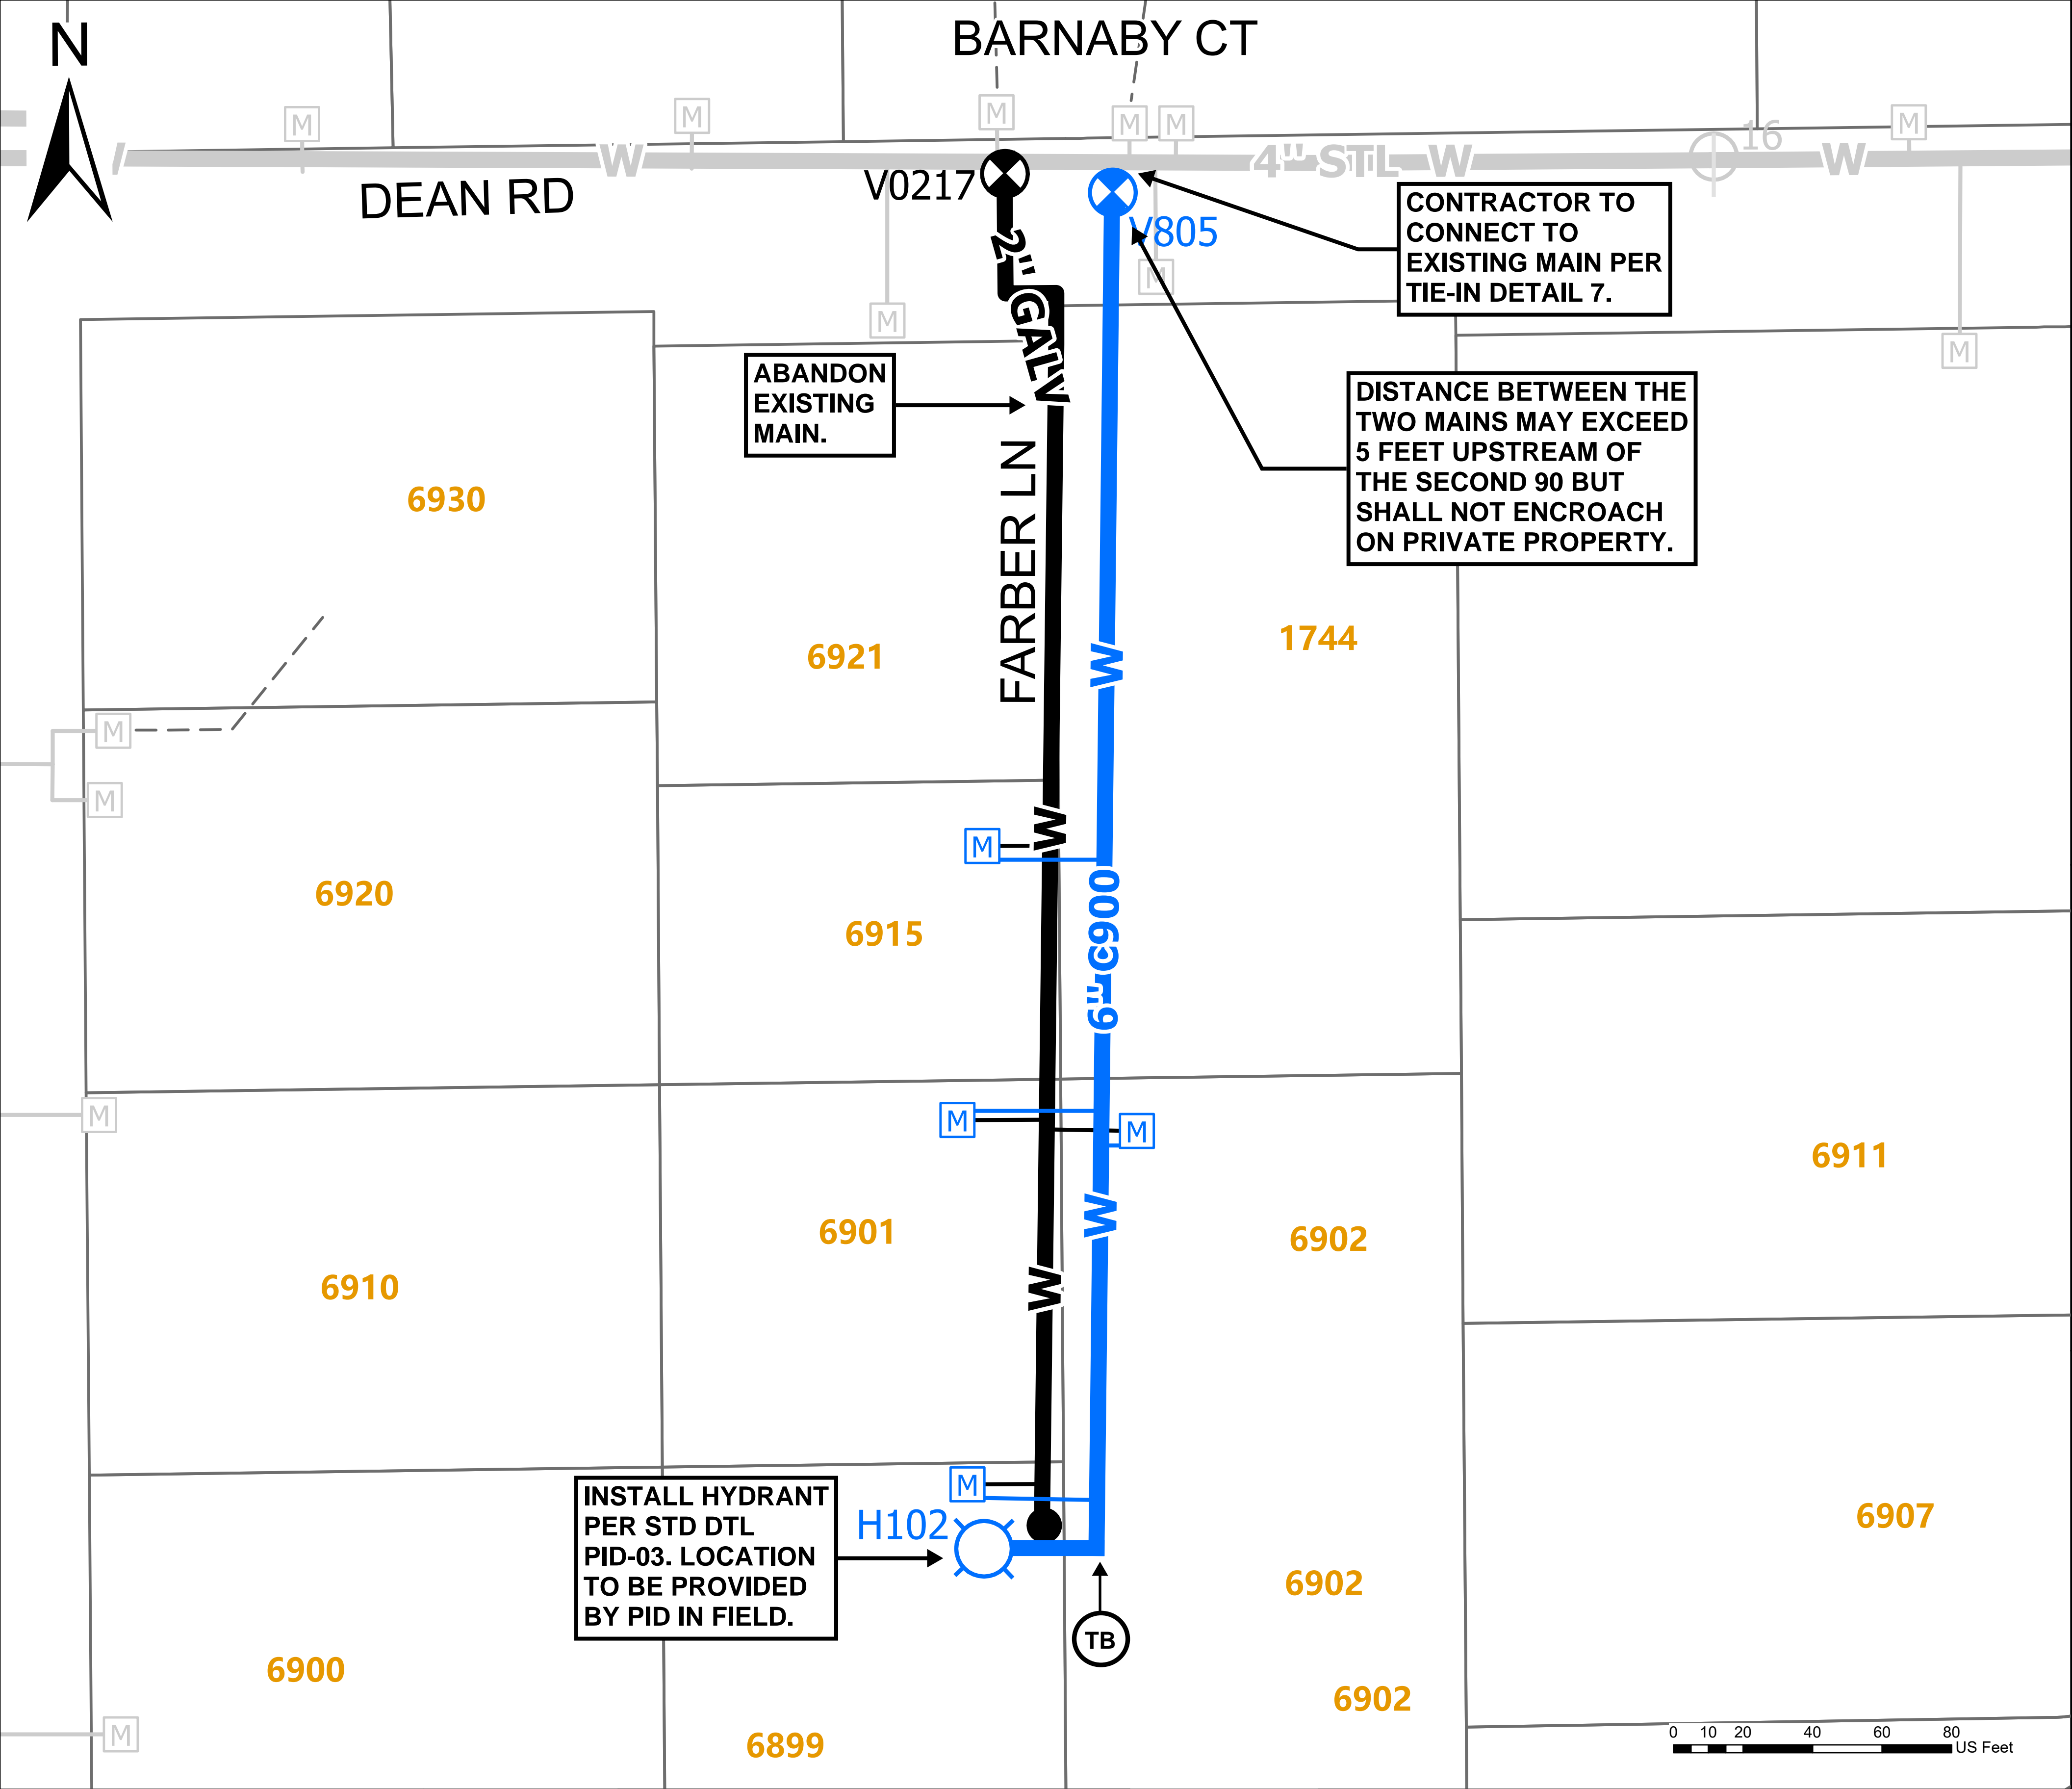 BARNABY CT
N
M
M
M
M
M
M
16
W
4" STL
W
W
V0217
DEAN RD
V805
CONTRACTOR TO
CONNECT TO
EXISTING MAIN PER
TIE-IN DETAIL 7.
2" GALV
M
M
M
ABANDON
EXISTING
MAIN.
DISTANCE BETWEEN THE
TWO MAINS MAY EXCEED
5 FEET UPSTREAM OF
THE SECOND 90 BUT
SHALL NOT ENCROACH
ON PRIVATE PROPERTY.
FARBER LN
6930
6921
1744
W
M
M
W
M
6920
6915
6" C900
M
M
M
6911
6901
6902
W
6910
W
M
INSTALL HYDRANT
PER STD DTL
PID-03. LOCATION
TO BE PROVIDED
BY PID IN FIELD.
H102
6907
6902
TB
6900
6902
M
6899
0 10 20 40 60 80
US Feet